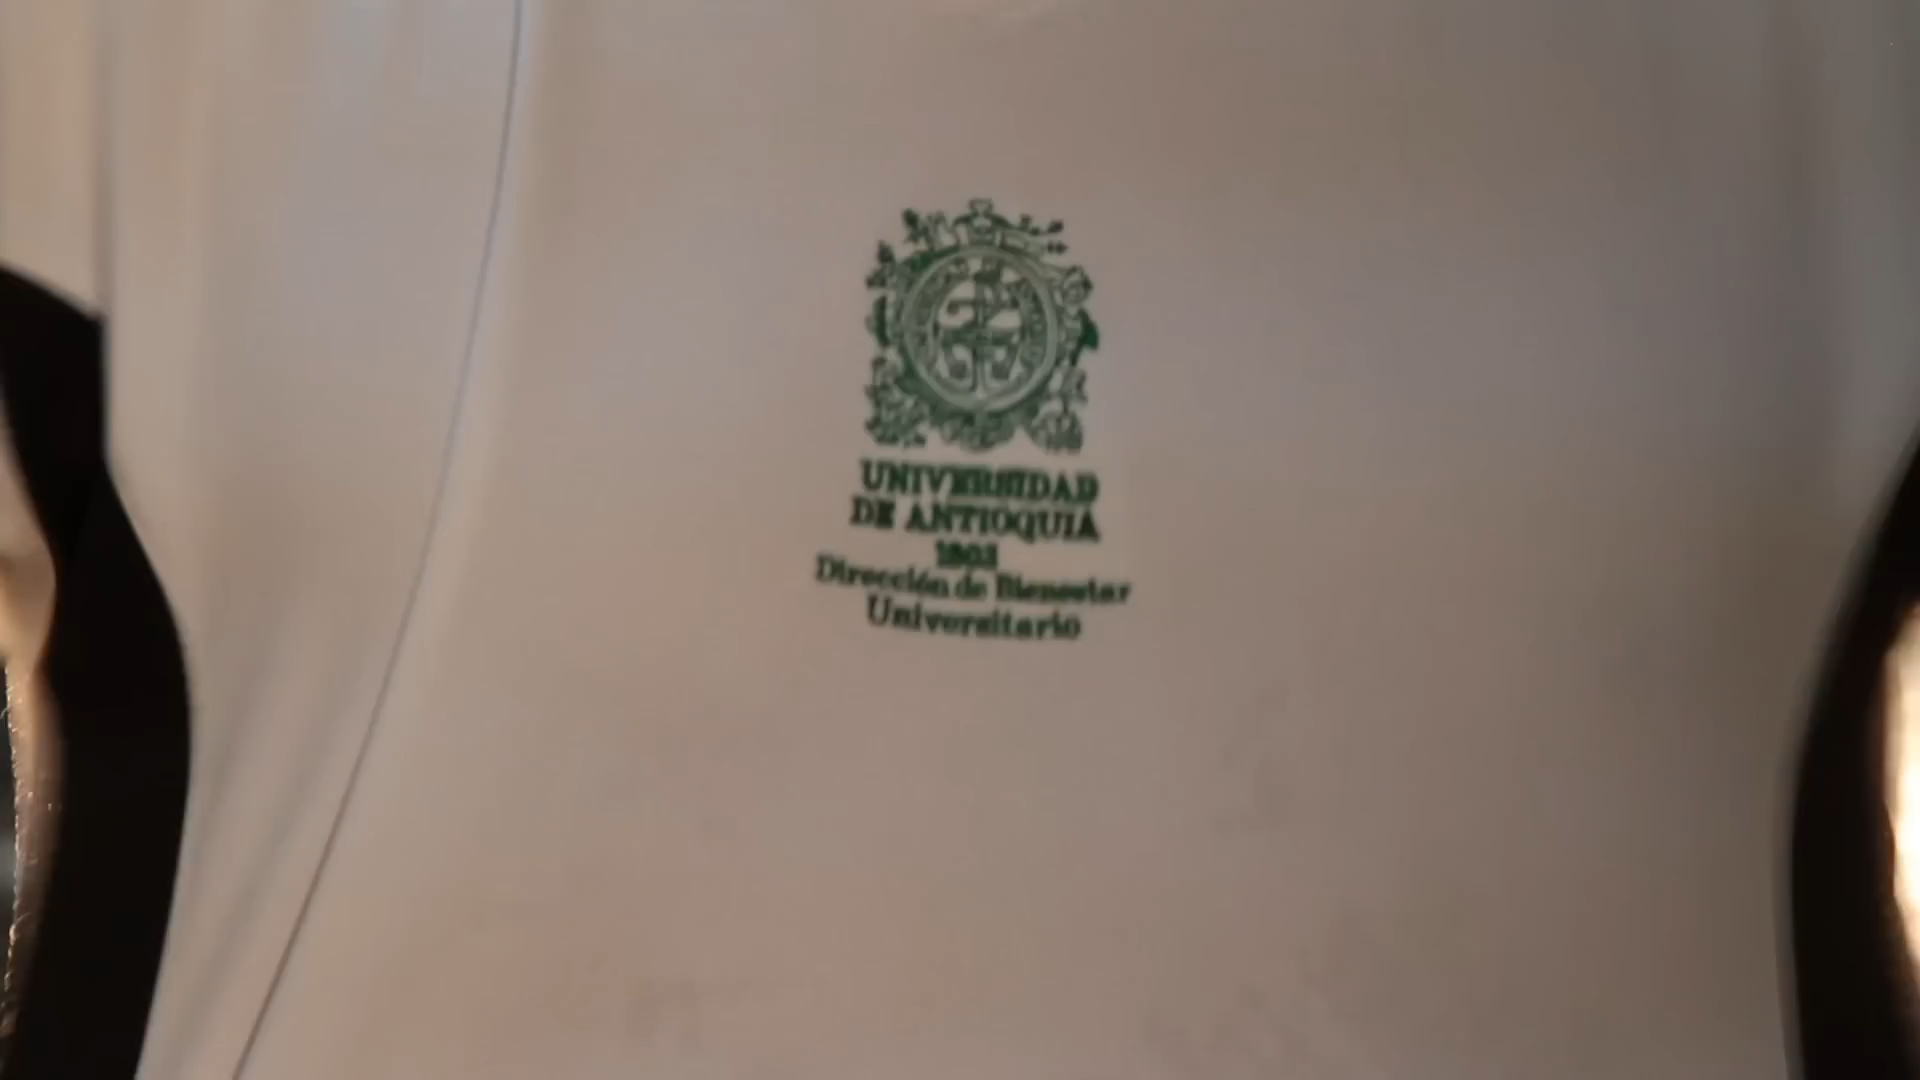 UNIVERSIDAD
DE ANTIOQUIA
1803
Dirección de Bienestar
Universitario